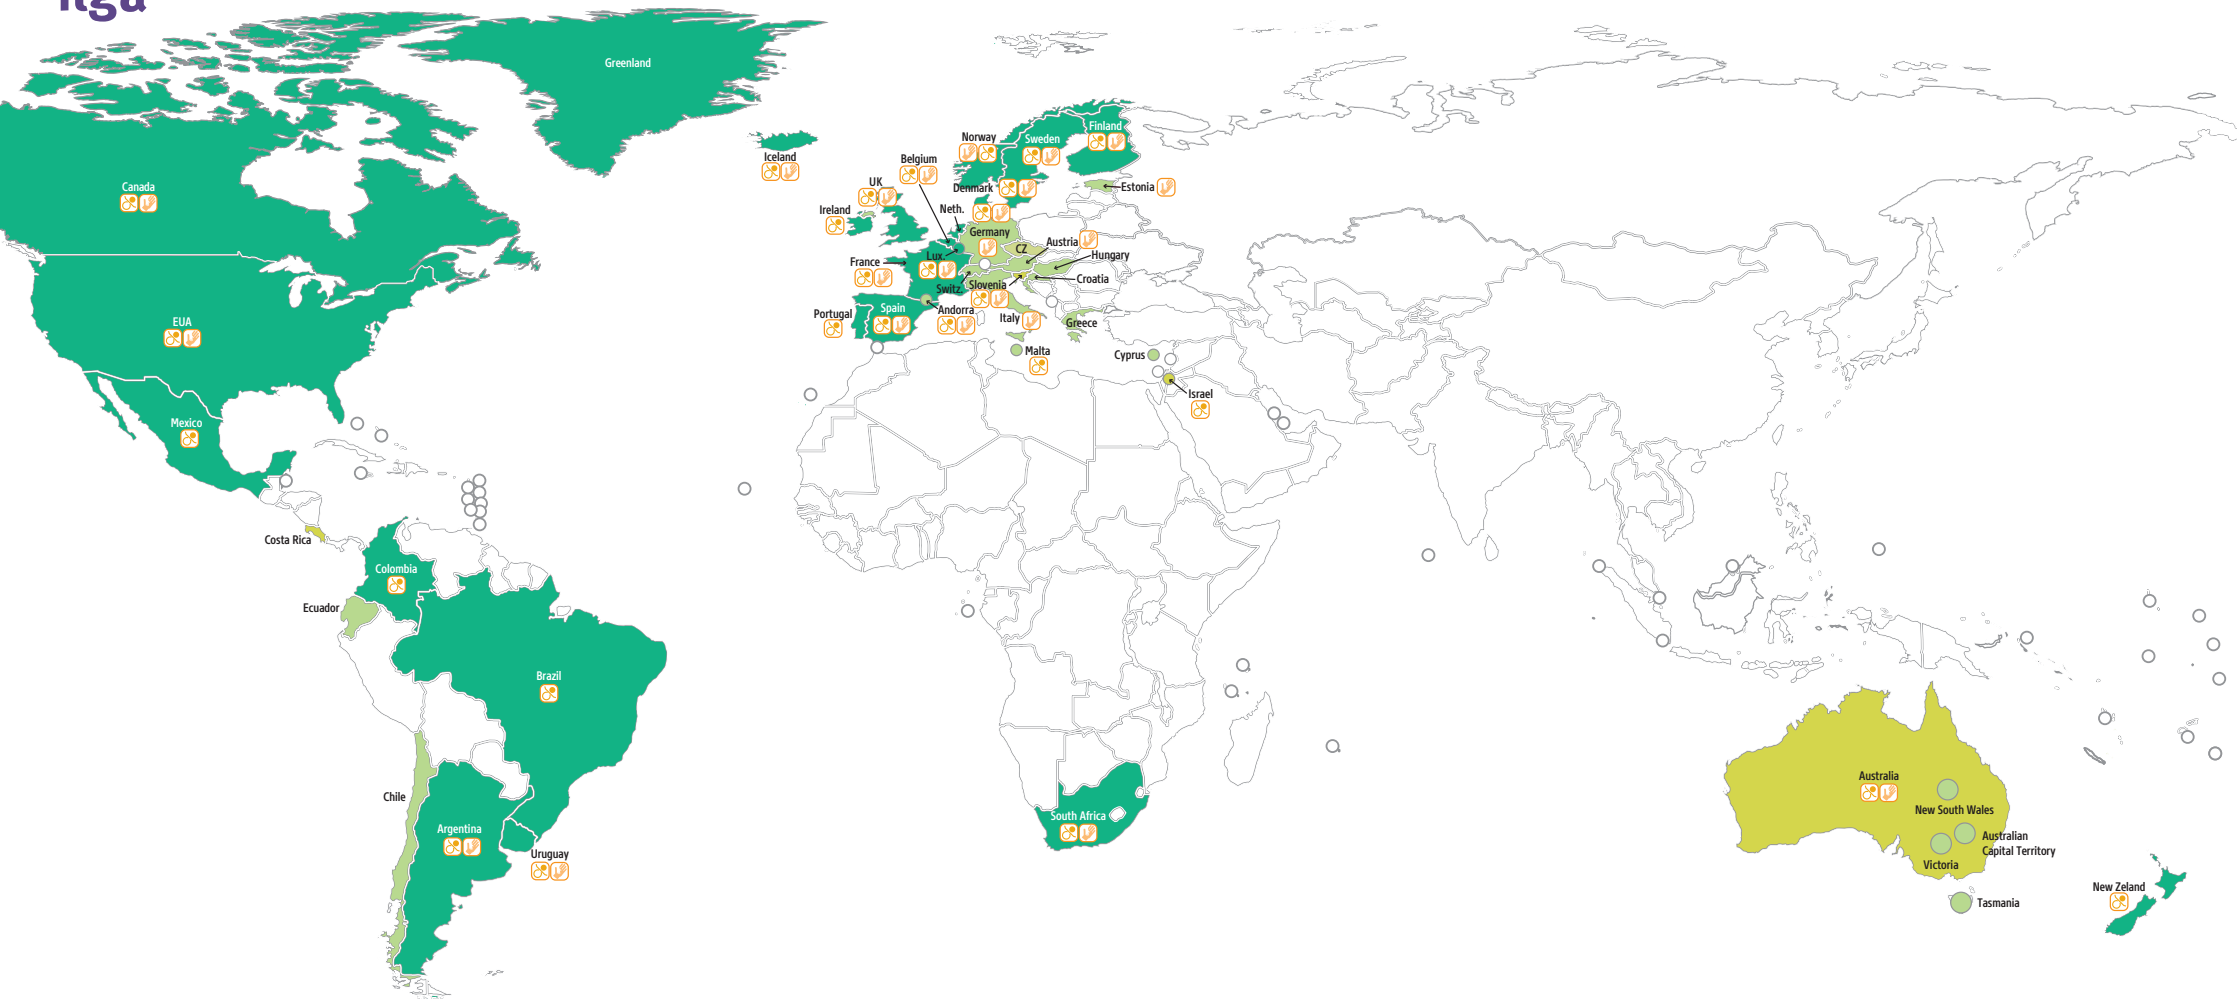 ilga
Greenland
Canada
EUA
Mexico
Costa Rica
Colombia
Ecuador
Brazil
Chile
Argentina
Uruguay
Iceland
Norway
Sweden
Finland
Belgium
UK
Denmark
Estonia
Ireland
Neth.
Germany
CZ
Austria
Hungary
France
Lux.
Croatia
Switz.
Slovenia
Portugal
Spain
Andorra
Italy
Greece
Malta
Cyprus
Israel
South Africa
Australia
New South Wales
Australian
Capital Territory
Victoria
Tasmania
New Zeland